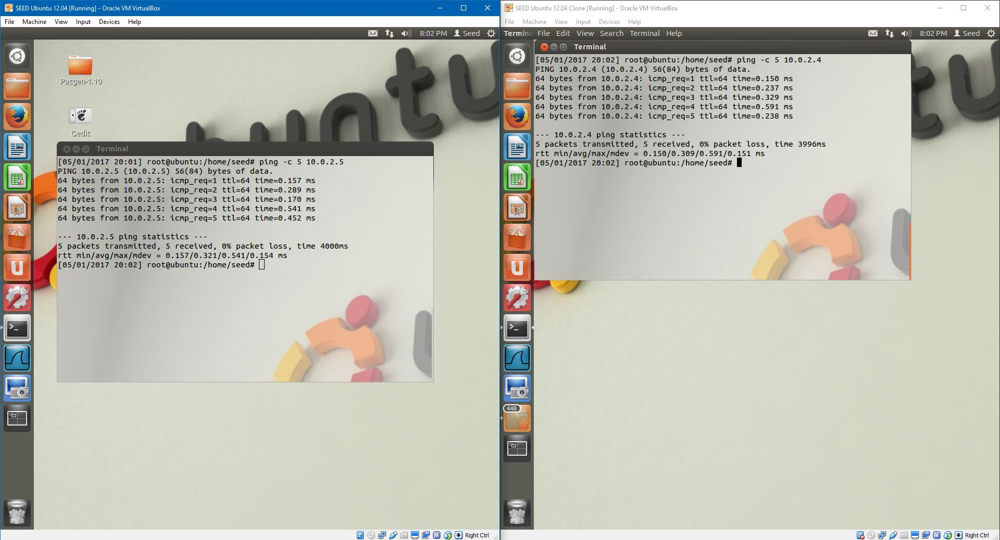 SEED Ubuntu 12.04 [Running] - Oracle VM VirtualBox
File Machine View Input Devices Help
8:02 PM Seed
Pacgen-1.10
Gedit
Terminal
[05/01/2017 20:01] root@ubuntu:/home/seed# ping -c 5 10.0.2.5
PING 10.0.2.5 (10.0.2.5) 56(84) bytes of data.
64 bytes from 10.0.2.5: icmp_req=1 ttl=64 time=0.157 ms
64 bytes from 10.0.2.5: icmp_req=2 ttl=64 time=0.289 ms
64 bytes from 10.0.2.5: icmp_req=3 ttl=64 time=0.170 ms
64 bytes from 10.0.2.5: icmp_req=4 ttl=64 time=0.541 ms
64 bytes from 10.0.2.5: icmp_req=5 ttl=64 time=0.452 ms
--- 10.0.2.5 ping statistics ---
5 packets transmitted, 5 received, 0% packet loss, time 4000ms
rtt min/avg/max/mdev = 0.157/0.321/0.541/0.154 ms
[05/01/2017 20:02] root@ubuntu:/home/seed#
Right Ctrl
SEED Ubuntu 12.04 Clone [Running] - Oracle VM VirtualBox
File Machine View Input Devices Help
Termina File Edit View Search Terminal Help 8:02 PM Seed
Terminal
[05/01/2017 20:02] root@ubuntu:/home/seed# ping -c 5 10.0.2.4
PING 10.0.2.4 (10.0.2.4) 56(84) bytes of data.
64 bytes from 10.0.2.4: icmp_req=1 ttl=64 time=0.150 ms
64 bytes from 10.0.2.4: icmp_req=2 ttl=64 time=0.237 ms
64 bytes from 10.0.2.4: icmp_req=3 ttl=64 time=0.329 ms
64 bytes from 10.0.2.4: icmp_req=4 ttl=64 time=0.591 ms
64 bytes from 10.0.2.4: icmp_req=5 ttl=64 time=0.238 ms
--- 10.0.2.4 ping statistics ---
5 packets transmitted, 5 received, 0% packet loss, time 3996ms
rtt min/avg/max/mdev = 0.150/0.309/0.591/0.151 ms
[05/01/2017 20:02] root@ubuntu:/home/seed#
448
Right Ctrl